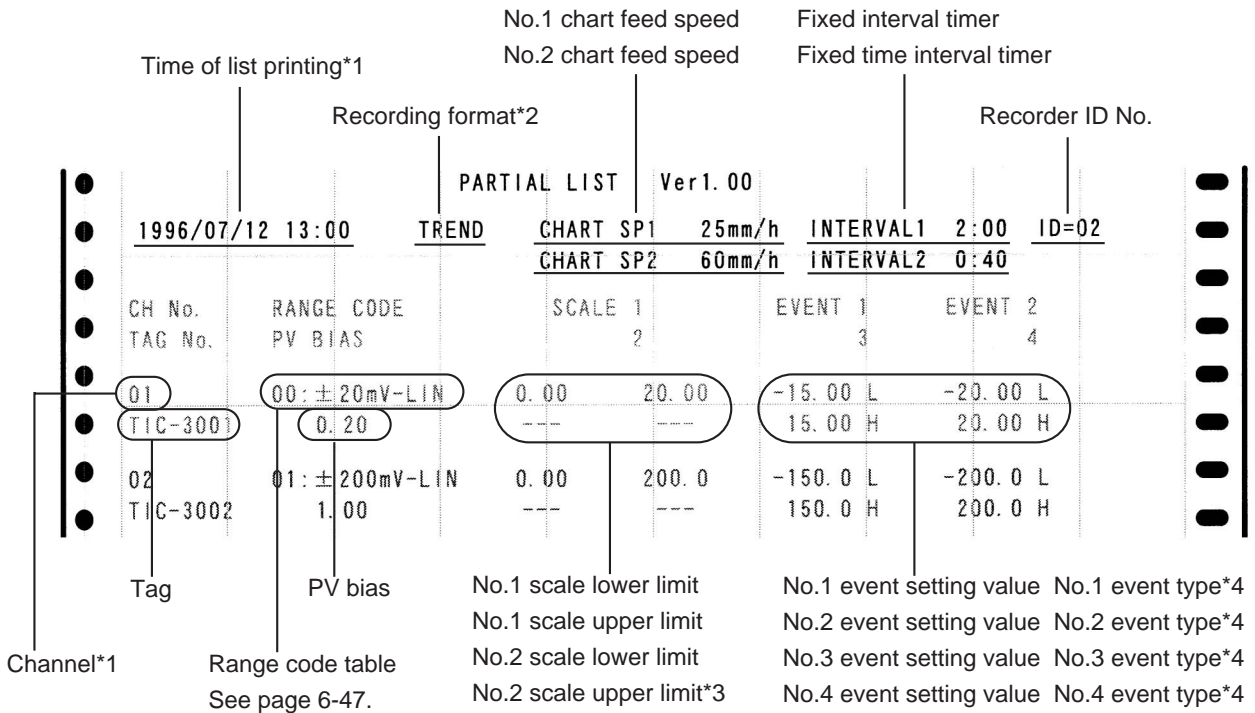 No.1 chart feed speed Fixed interval timer
No.2 chart feed speed Fixed time interval timer
Time of list printing*1
Recording format*2 Recorder ID No.
PARTIAL LIST Ver1.00
1996/07/12 13:00 TREND CHART SP1 25mm/h INTERVAL1 2:00 ID=02
CHART SP2 60mm/h INTERVAL2 0:40
CH No. RANGE CODE SCALE 1 EVENT 1 EVENT 2
TAG No. PV BIAS 2 3 4
01 00:±20mV-LIN 0.00 20.00 -15.00 L -20.00 L
TIC-3001 0.20 --- --- 15.00 H 20.00 H
02 01:±200mV-LIN 0.00 200.0 -150.0 L -200.0 L
TIC-3002 1.00 --- --- 150.0 H 200.0 H
Tag PV bias No.1 scale lower limit No.1 event setting value No.1 event type*4
No.1 scale upper limit No.2 event setting value No.2 event type*4
Channel*1 Range code table No.2 scale lower limit No.3 event setting value No.3 event type*4
See page 6-47. No.2 scale upper limit*3 No.4 event setting value No.4 event type*4